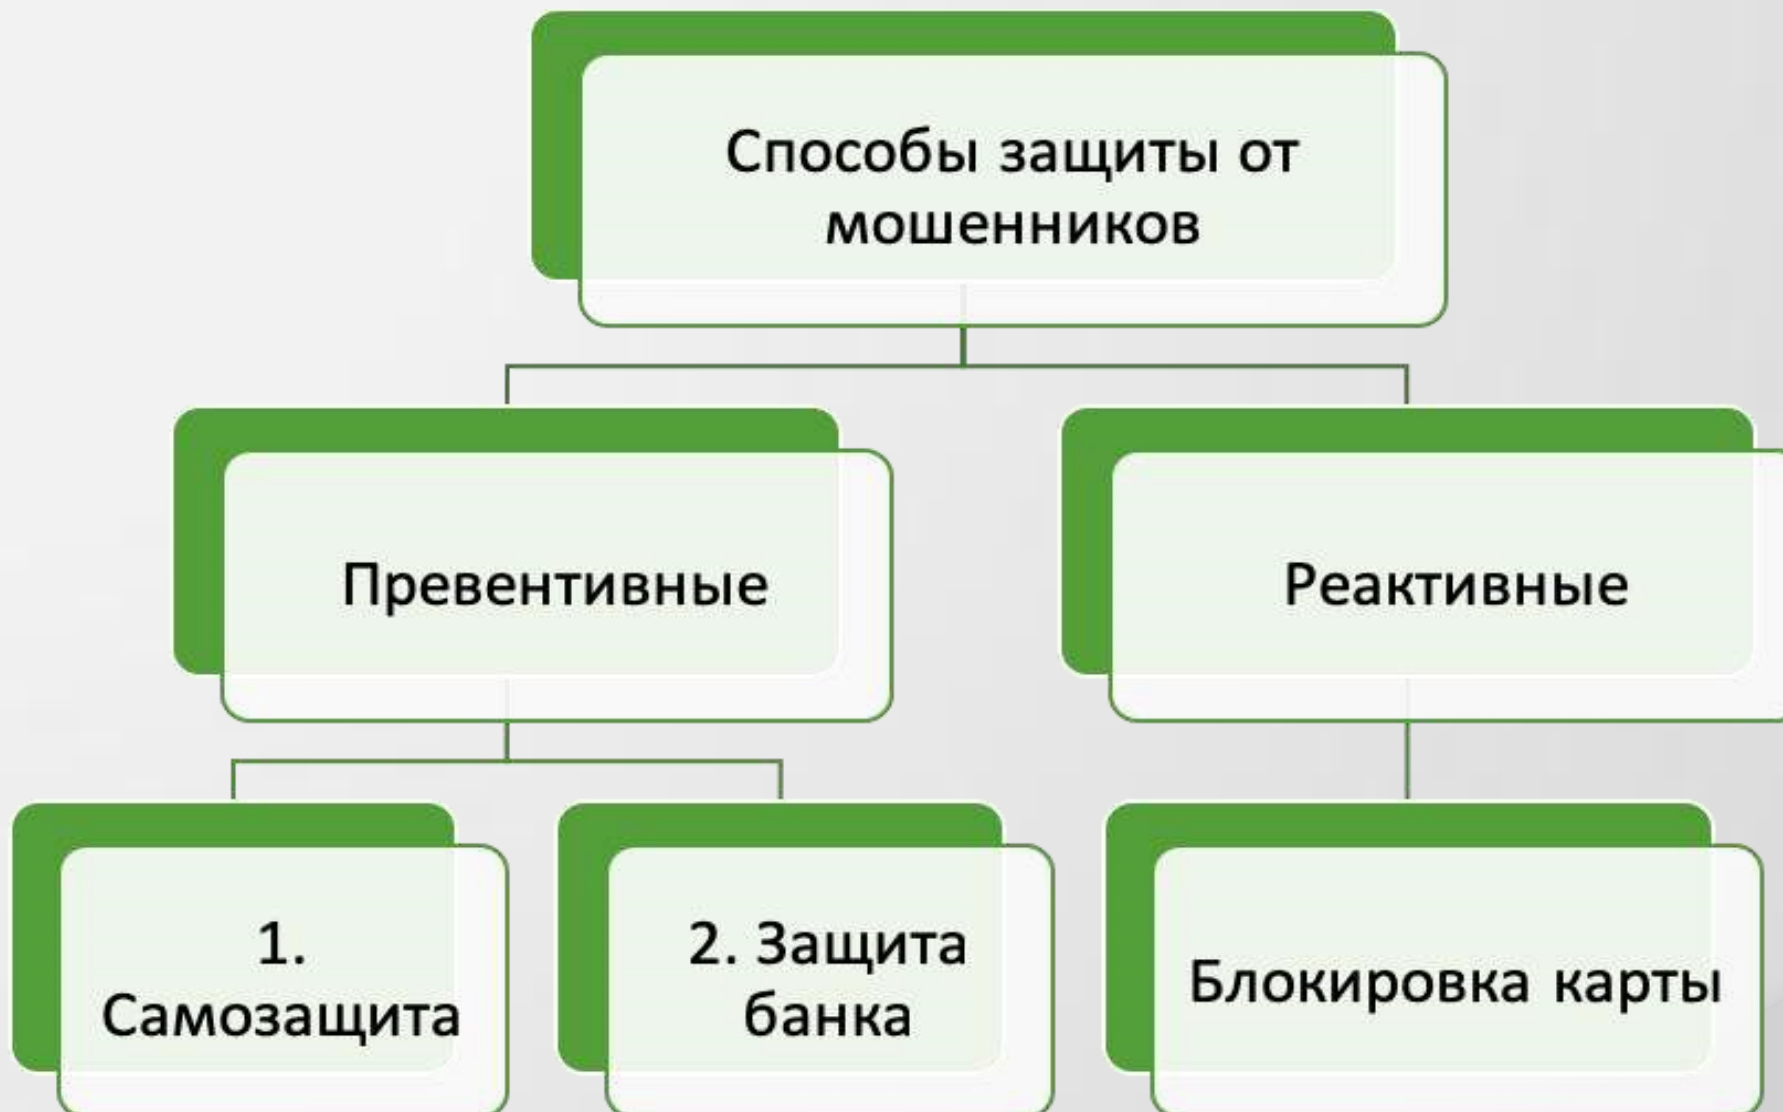 Способы защиты от
мошенников
Превентивные
Реактивные
1.
Самозащита
2. Защита
банка
Блокировка карты